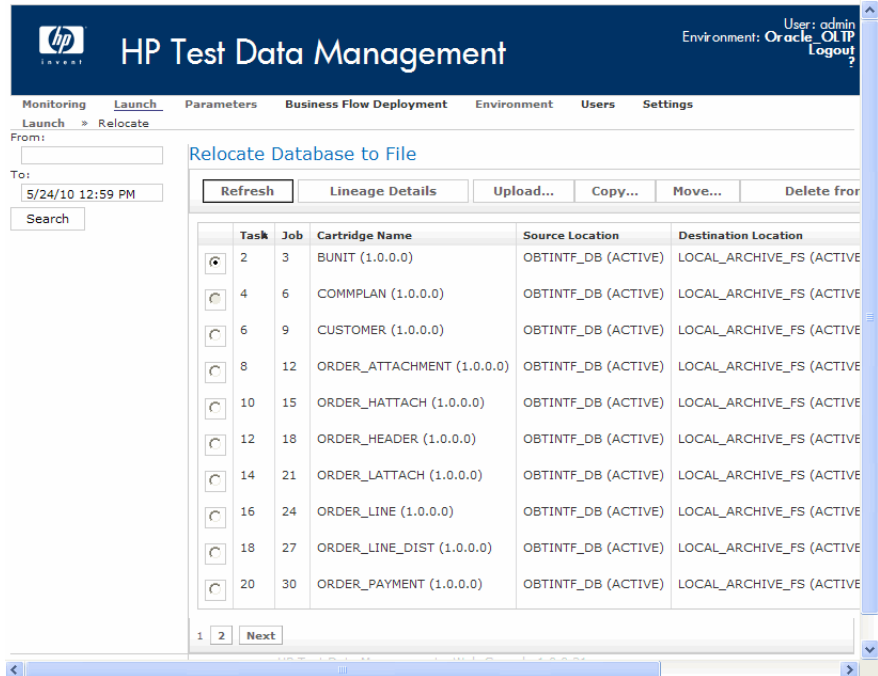 hp
invent
HP Test Data Management
User: admin
Environment: Oracle_OLTP
Logout
?
Monitoring Launch Parameters Business Flow Deployment Environment Users Settings
Launch » Relocate
From:
To:
5/24/10 12:59 PM
Search
Relocate Database to File
Refresh Lineage Details Upload... Copy... Move... Delete fror
Task Job Cartridge Name Source Location Destination Location
2 3 BUNIT (1.0.0.0) OBTINTF_DB (ACTIVE) LOCAL_ARCHIVE_FS (ACTIVE
4 6 COMMPLAN (1.0.0.0) OBTINTF_DB (ACTIVE) LOCAL_ARCHIVE_FS (ACTIVE
6 9 CUSTOMER (1.0.0.0) OBTINTF_DB (ACTIVE) LOCAL_ARCHIVE_FS (ACTIVE
8 12 ORDER_ATTACHMENT (1.0.0.0) OBTINTF_DB (ACTIVE) LOCAL_ARCHIVE_FS (ACTIVE
10 15 ORDER_HATTACH (1.0.0.0) OBTINTF_DB (ACTIVE) LOCAL_ARCHIVE_FS (ACTIVE
12 18 ORDER_HEADER (1.0.0.0) OBTINTF_DB (ACTIVE) LOCAL_ARCHIVE_FS (ACTIVE
14 21 ORDER_LATTACH (1.0.0.0) OBTINTF_DB (ACTIVE) LOCAL_ARCHIVE_FS (ACTIVE
16 24 ORDER_LINE (1.0.0.0) OBTINTF_DB (ACTIVE) LOCAL_ARCHIVE_FS (ACTIVE
18 27 ORDER_LINE_DIST (1.0.0.0) OBTINTF_DB (ACTIVE) LOCAL_ARCHIVE_FS (ACTIVE
20 30 ORDER_PAYMENT (1.0.0.0) OBTINTF_DB (ACTIVE) LOCAL_ARCHIVE_FS (ACTIVE
1 2 Next